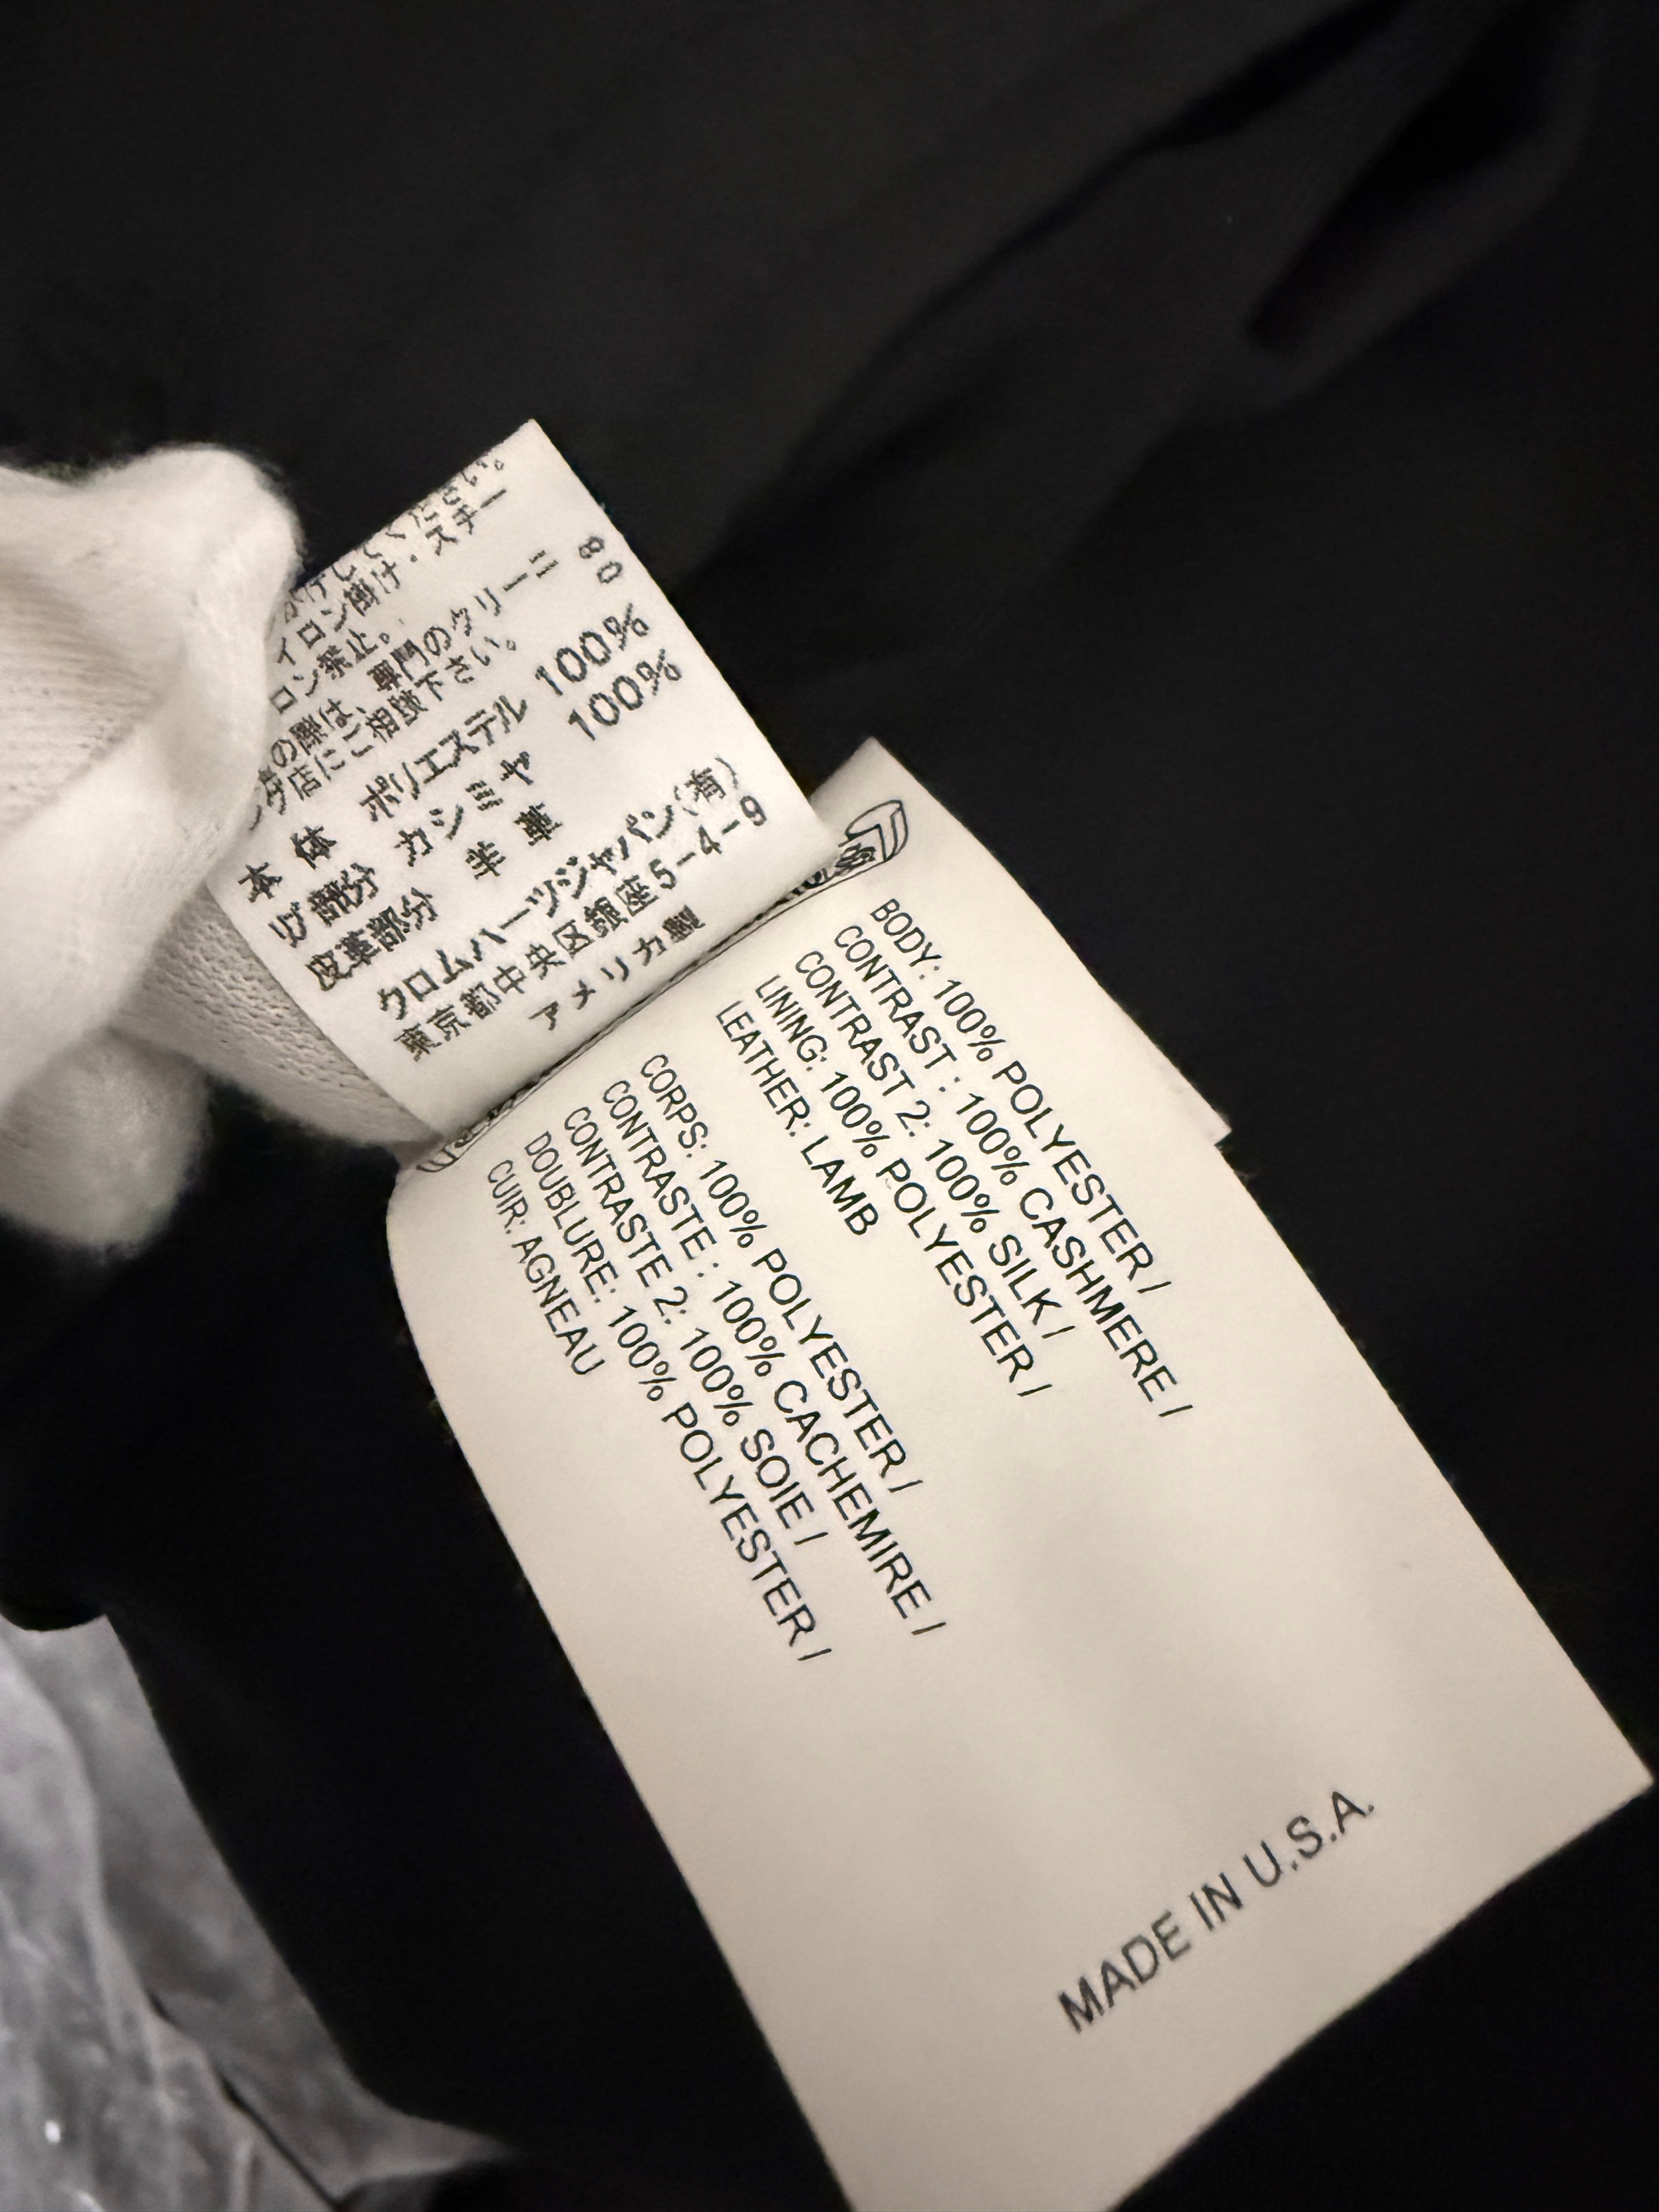 ださい。
イロン掛け・スチー
ロン禁止。
の際は、専門のクリーニ
グ店にご相談下さい。
80
本体 ポリエステル 100%
リブ部分 カシミヤ 100%
皮革部分 羊革
クロムハーツジャパン(有)
東京都中央区銀座5-4-9
アメリカ製
BODY: 100% POLYESTER /
CONTRAST : 100% CASHMERE /
CONTRAST 2: 100% SILK /
LINING: 100% POLYESTER /
LEATHER: LAMB
CORPS: 100% POLYESTER /
CONTRASTE : 100% CACHEMIRE /
CONTRASTE 2: 100% SOIE /
DOUBLURE: 100% POLYESTER /
CUIR: AGNEAU
MADE IN U.S.A.